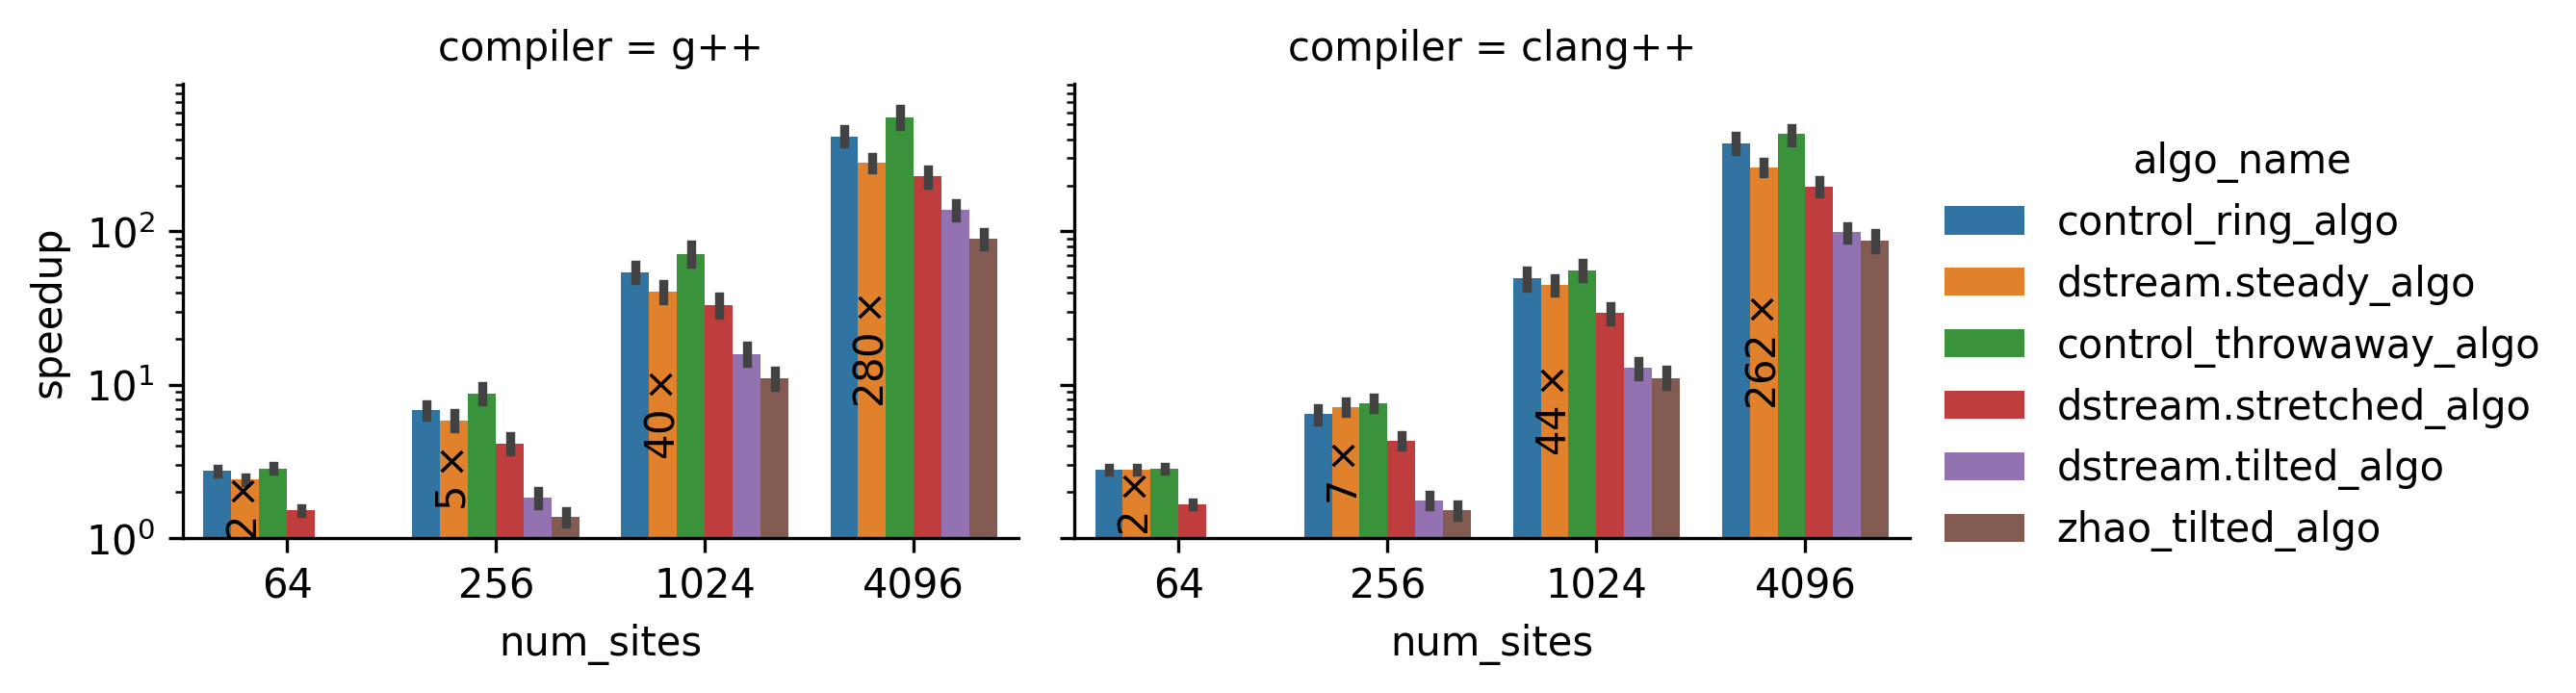 compiler = g++
compiler = clang++
speedup
10²
10¹
10⁰
2 ×
5 ×
40 ×
280 ×
64
256
1024
4096
num_sites
2 ×
7 ×
44 ×
262 ×
64
256
1024
4096
num_sites
algo_name
control_ring_algo
dstream.steady_algo
control_throwaway_algo
dstream.stretched_algo
dstream.tilted_algo
zhao_tilted_algo